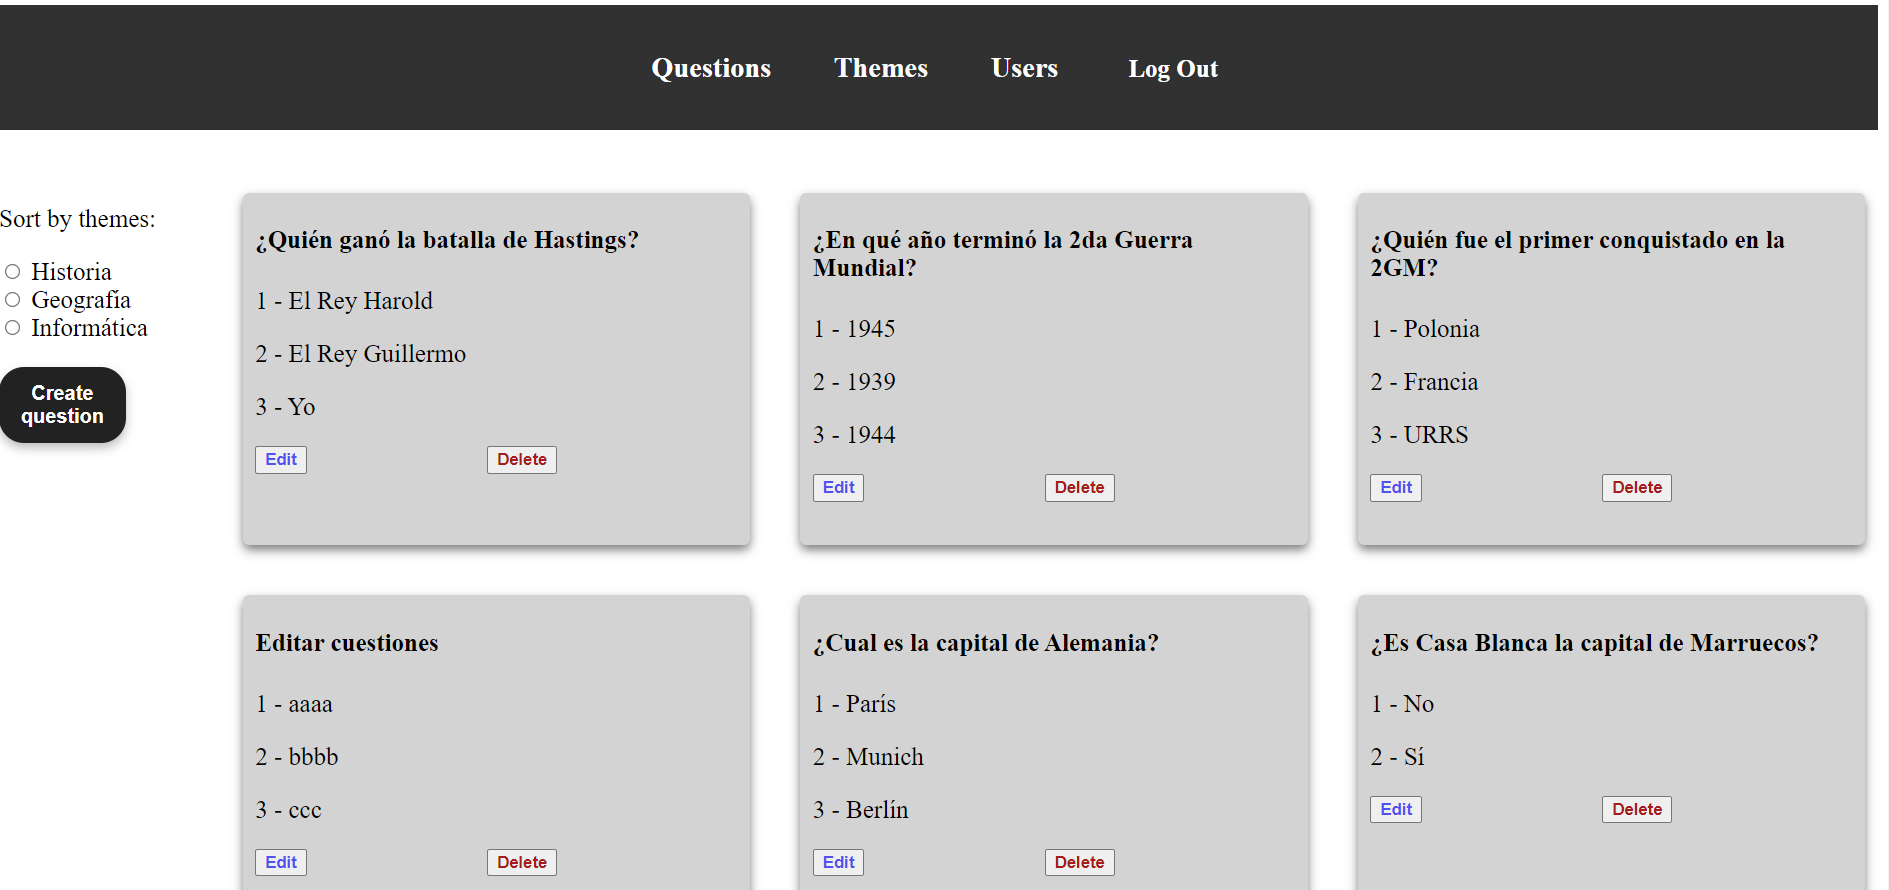 Questions Themes Users Log Out
Sort by themes:
Historia
Geografía
Informática
Create
question
¿Quién ganó la batalla de Hastings?
1 - El Rey Harold
2 - El Rey Guillermo
3 - Yo
Edit Delete
¿En qué año terminó la 2da Guerra
Mundial?
1 - 1945
2 - 1939
3 - 1944
Edit Delete
¿Quién fue el primer conquistado en la
2GM?
1 - Polonia
2 - Francia
3 - URRS
Edit Delete
Editar cuestiones
1 - aaaa
2 - bbbb
3 - ccc
Edit Delete
¿Cual es la capital de Alemania?
1 - París
2 - Munich
3 - Berlín
Edit Delete
¿Es Casa Blanca la capital de Marruecos?
1 - No
2 - Sí
Edit Delete